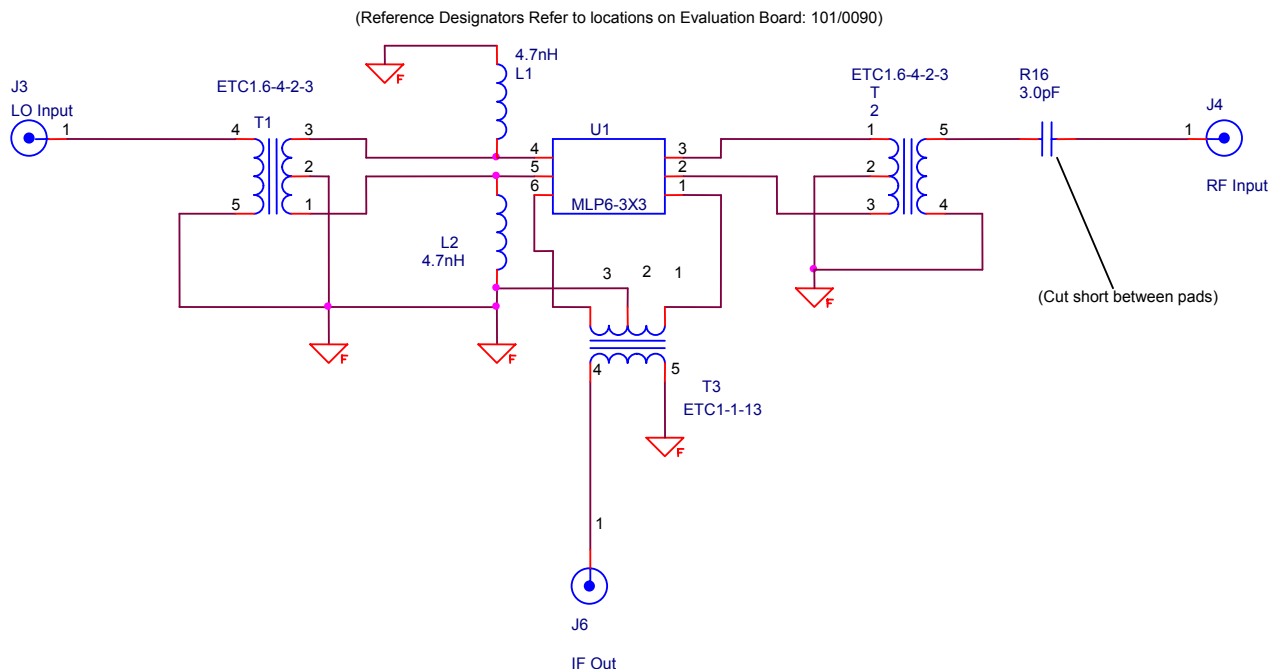 (Reference Designators Refer to locations on Evaluation Board: 101/0090)
4.7nH
L1
J3
LO Input
1
ETC1.6-4-2-3
T1
4
5
3
2
1
F
U1
MLP6-3X3
4
5
6
3
2
1
L2
4.7nH
F
F
ETC1.6-4-2-3
T
2
1
2
3
5
4
F
R16
3.0pF
J4
1
RF Input
(Cut short between pads)
3
2
1
4
5
T3
ETC1-1-13
F
1
J6
IF Out